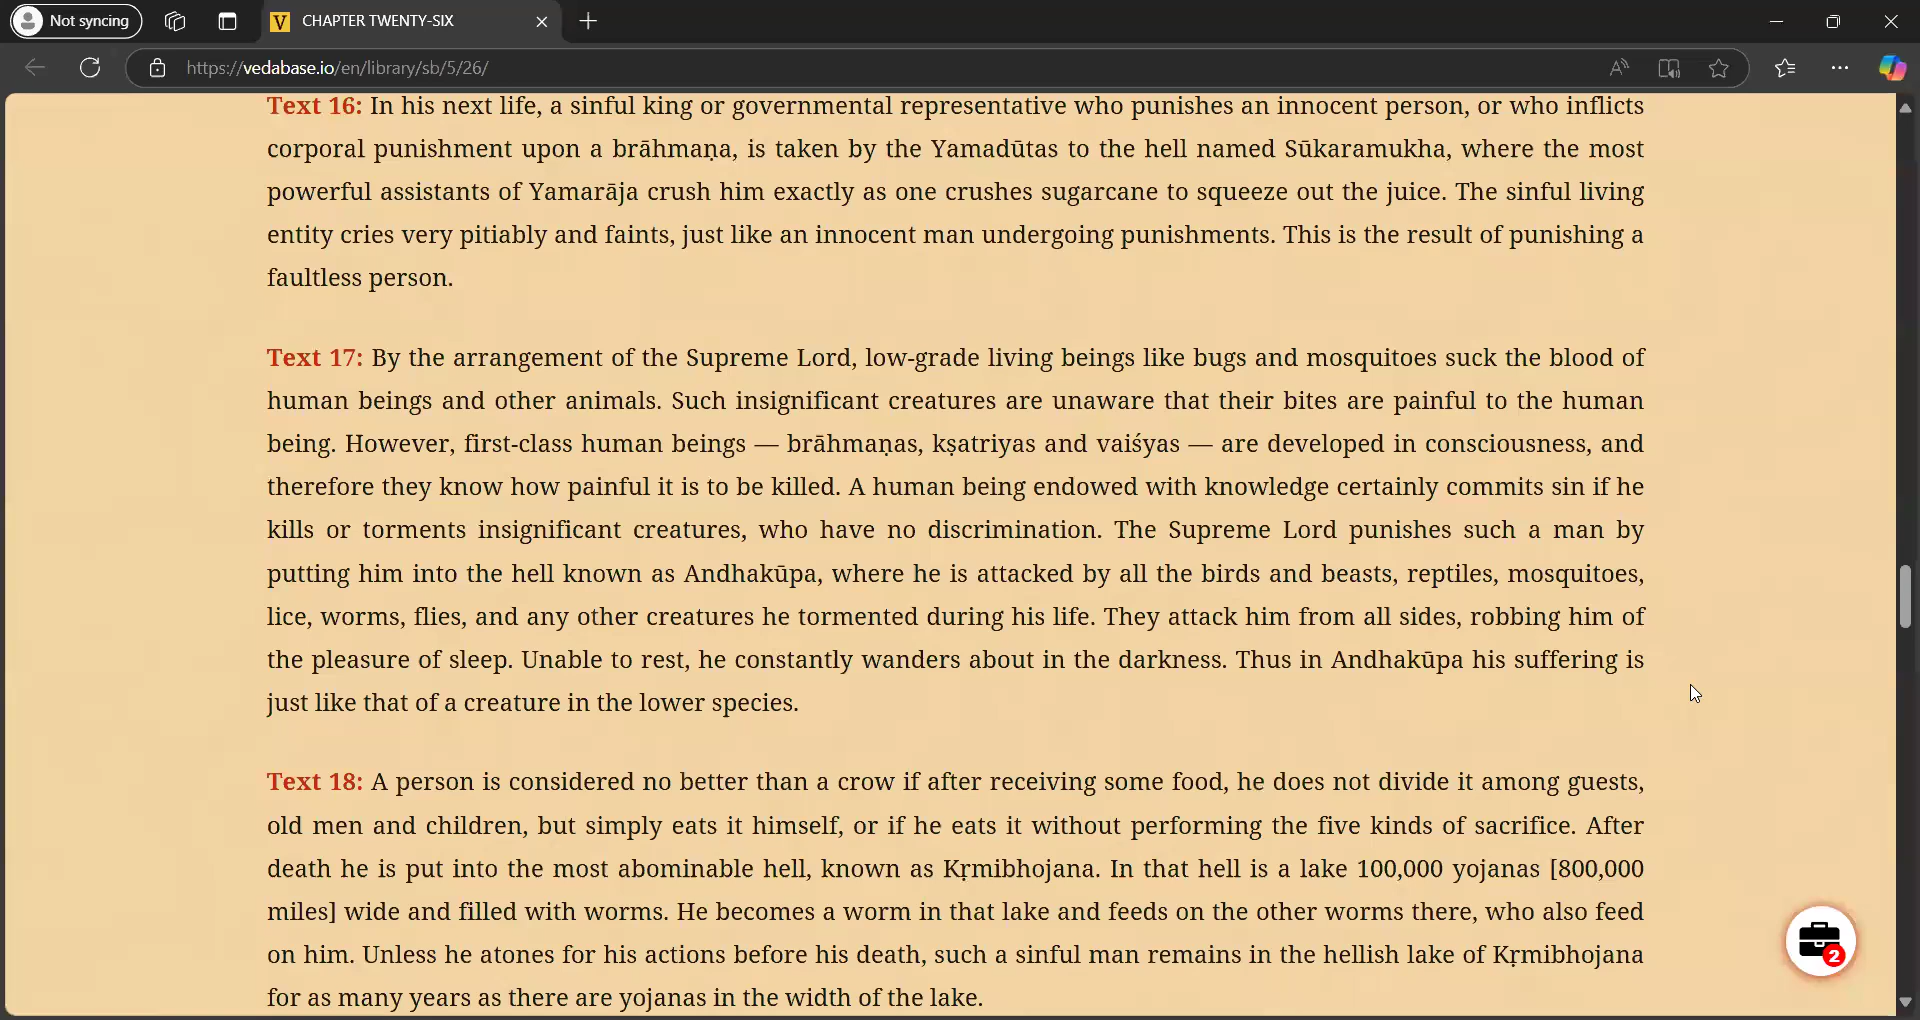 Not syncing
CHAPTER TWENTY-SIX
https://vedabase.io/en/library/sb/5/26/
Text 16: In his next life, a sinful king or governmental representative who punishes an innocent person, or who inflicts
corporal punishment upon a brāhmaṇa, is taken by the Yamadūtas to the hell named Sūkaramukha, where the most
powerful assistants of Yamarāja crush him exactly as one crushes sugarcane to squeeze out the juice. The sinful living
entity cries very pitiably and faints, just like an innocent man undergoing punishments. This is the result of punishing a
faultless person.
Text 17: By the arrangement of the Supreme Lord, low-grade living beings like bugs and mosquitoes suck the blood of
human beings and other animals. Such insignificant creatures are unaware that their bites are painful to the human
being. However, first-class human beings — brāhmaṇas, kṣatriyas and vaiśyas — are developed in consciousness, and
therefore they know how painful it is to be killed. A human being endowed with knowledge certainly commits sin if he
kills or torments insignificant creatures, who have no discrimination. The Supreme Lord punishes such a man by
putting him into the hell known as Andhakūpa, where he is attacked by all the birds and beasts, reptiles, mosquitoes,
lice, worms, flies, and any other creatures he tormented during his life. They attack him from all sides, robbing him of
the pleasure of sleep. Unable to rest, he constantly wanders about in the darkness. Thus in Andhakūpa his suffering is
just like that of a creature in the lower species.
Text 18: A person is considered no better than a crow if after receiving some food, he does not divide it among guests,
old men and children, but simply eats it himself, or if he eats it without performing the five kinds of sacrifice. After
death he is put into the most abominable hell, known as Kṛmibhojana. In that hell is a lake 100,000 yojanas [800,000
miles] wide and filled with worms. He becomes a worm in that lake and feeds on the other worms there, who also feed
on him. Unless he atones for his actions before his death, such a sinful man remains in the hellish lake of Kṛmibhojana
for as many years as there are yojanas in the width of the lake.
2